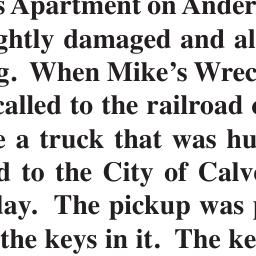 s Apartment on Ander
ghtly damaged and al
g. When Mike's Wrec
called to the railroad
e a truck that was hu
d to the City of Calv
day. The pickup was
the keys in it. The ke